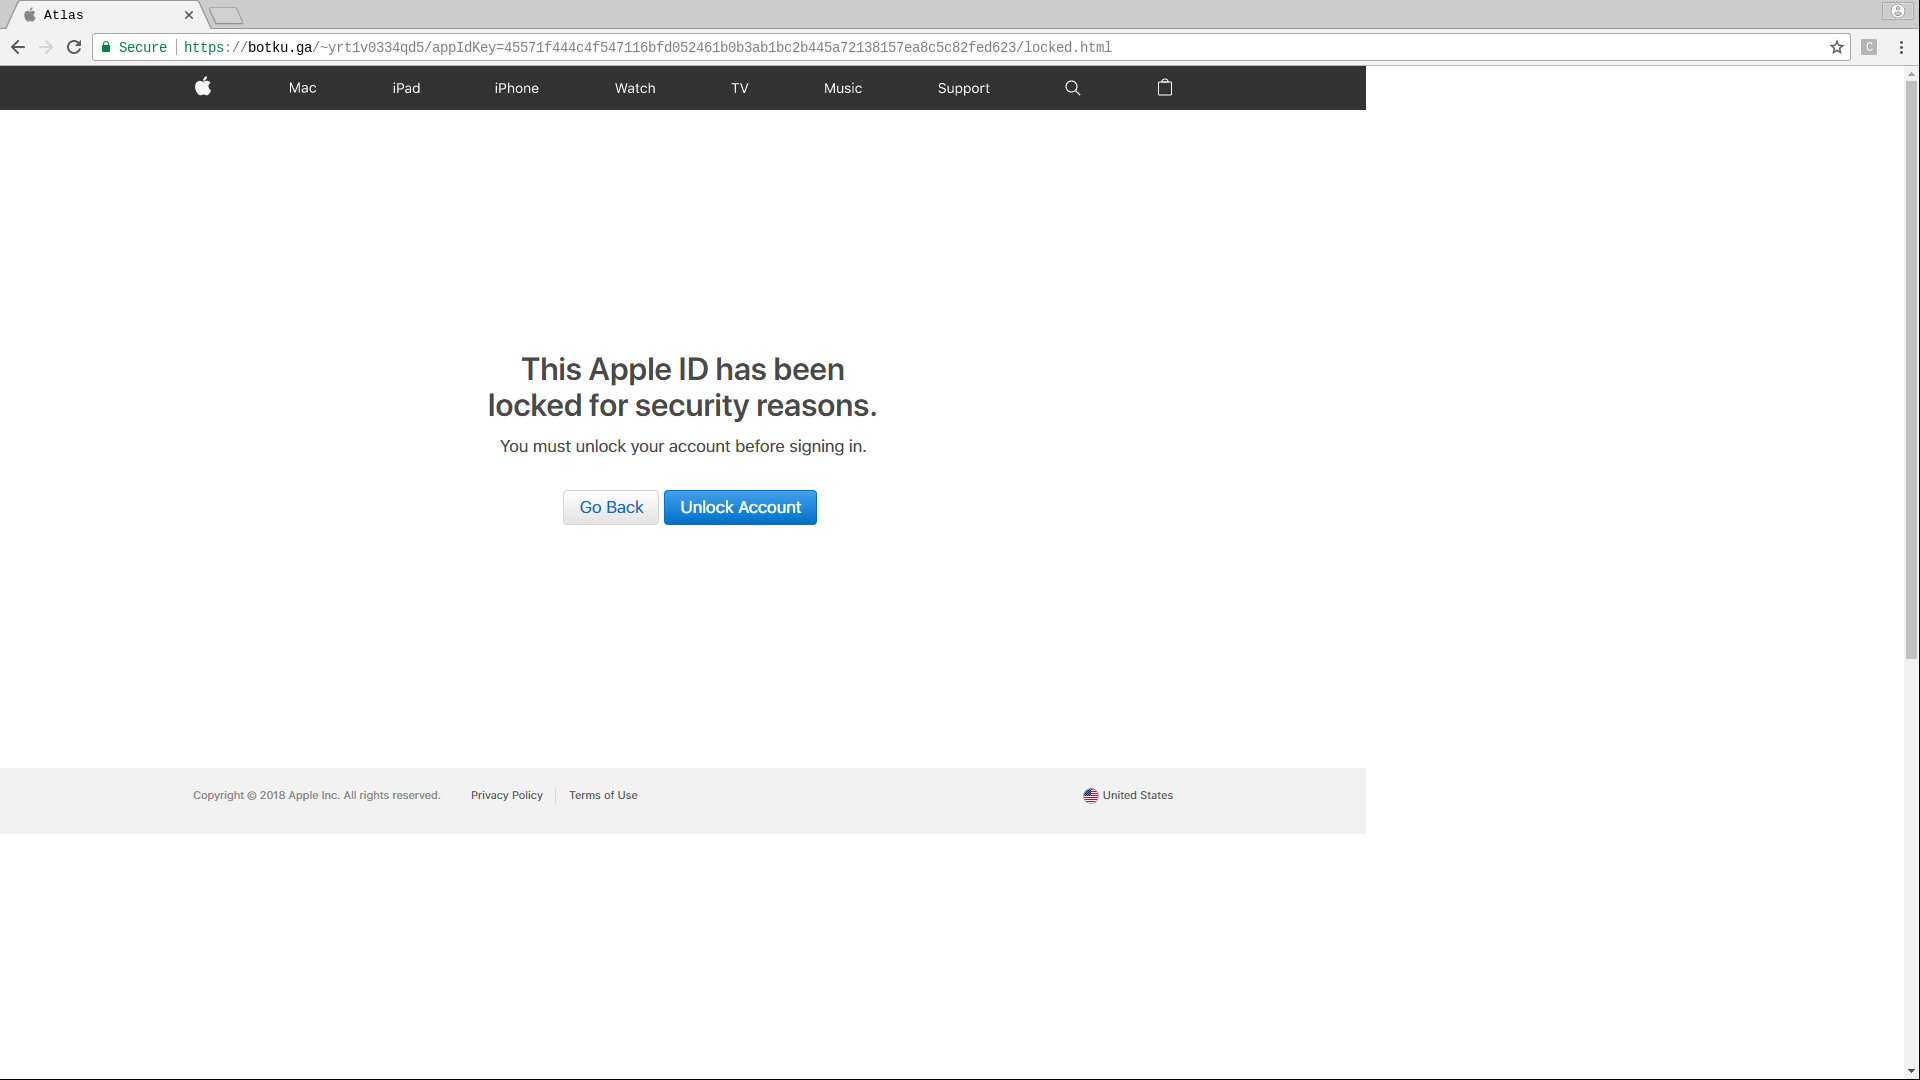 Atlas
Secure
https://botku.ga/~yrt1v0334qd5/appIdKey=45571f444c4f547116bfd052461b0b3ab1bc2b445a72138157ea8c5c82fed623/locked.html
C
Mac iPad iPhone Watch TV Music Support
This Apple ID has been
locked for security reasons.
You must unlock your account before signing in.
Go Back Unlock Account
Copyright © 2018 Apple Inc. All rights reserved. Privacy Policy Terms of Use United States